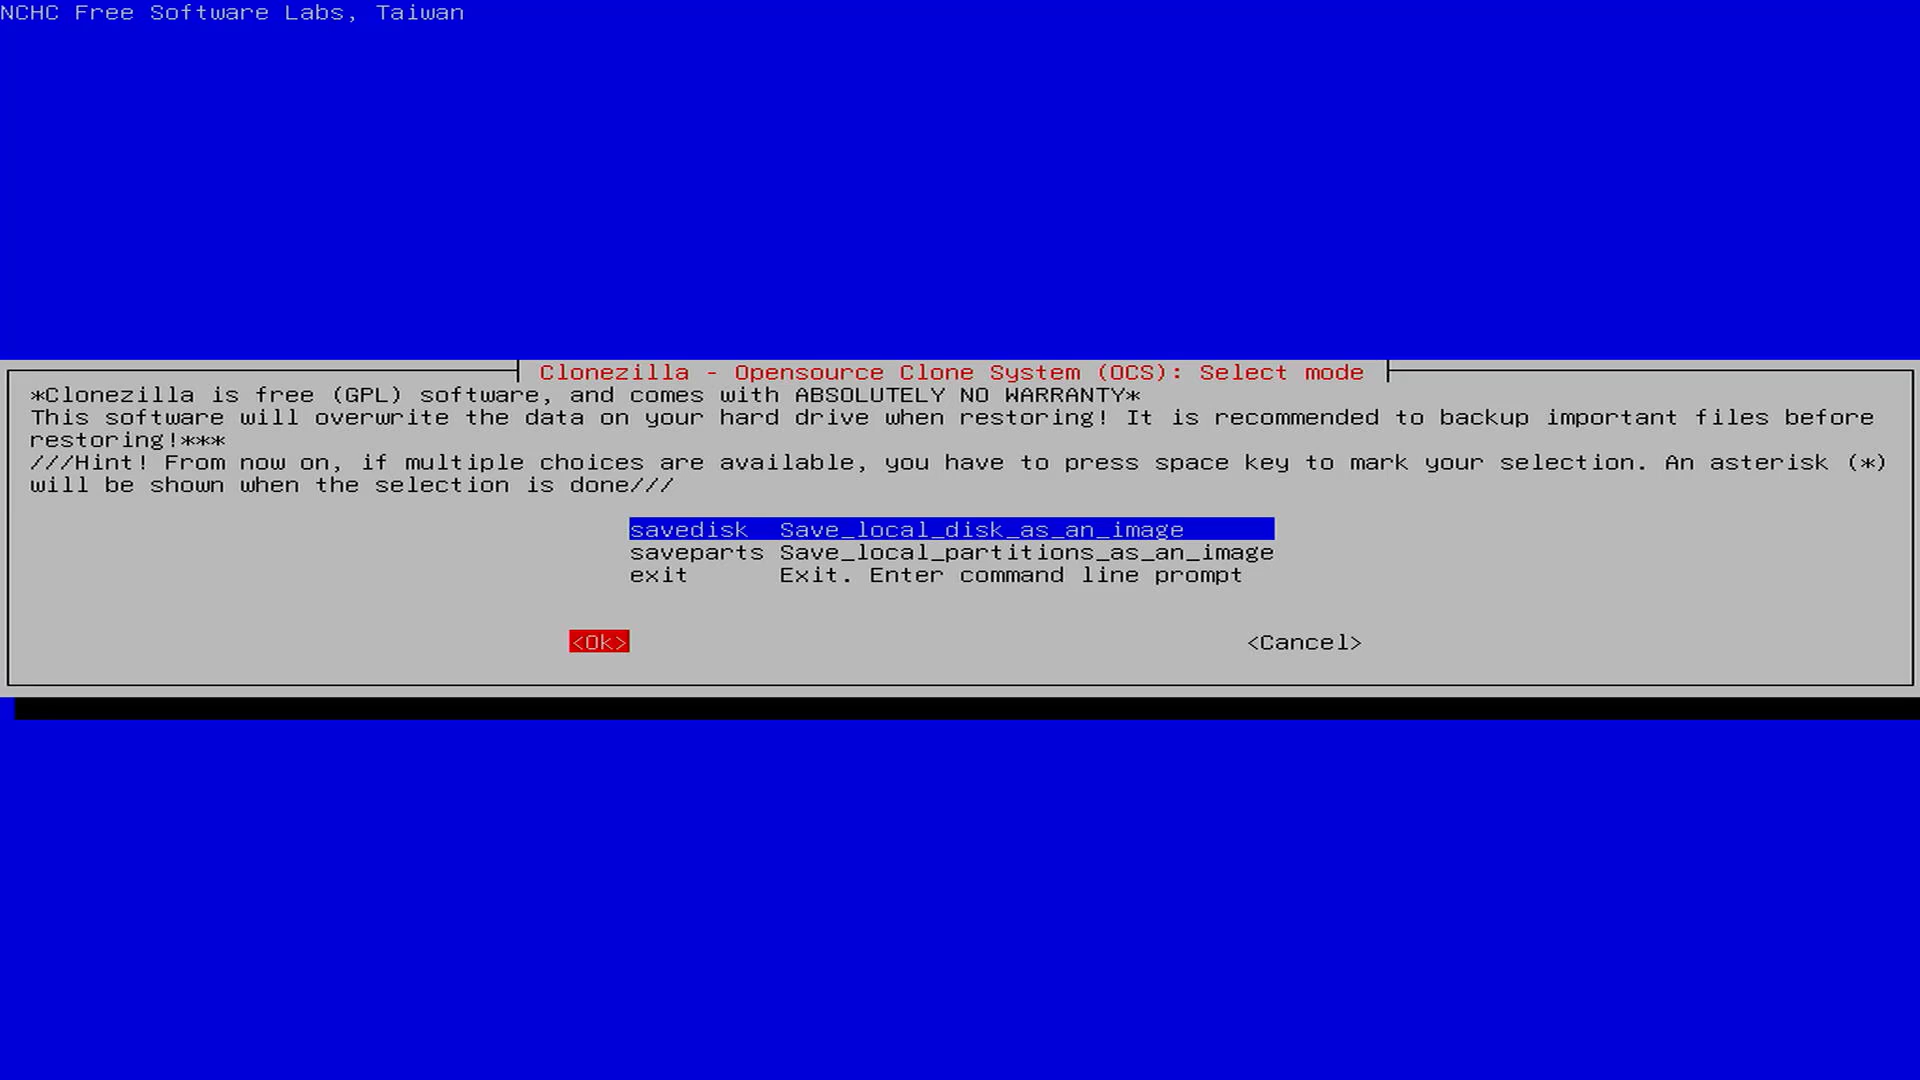 NCHC Free Software Labs, Taiwan
Clonezilla - Opensource Clone System (OCS): Select mode
*Clonezilla is free (GPL) software, and comes with ABSOLUTELY NO WARRANTY*
This software will overwrite the data on your hard drive when restoring! It is recommended to backup important files before
restoring!***
///Hint! From now on, if multiple choices are available, you have to press space key to mark your selection. An asterisk (*)
will be shown when the selection is done///
savedisk Save_local_disk_as_an_image
saveparts Save_local_partitions_as_an_image
exit Exit. Enter command line prompt
<Ok> <Cancel>